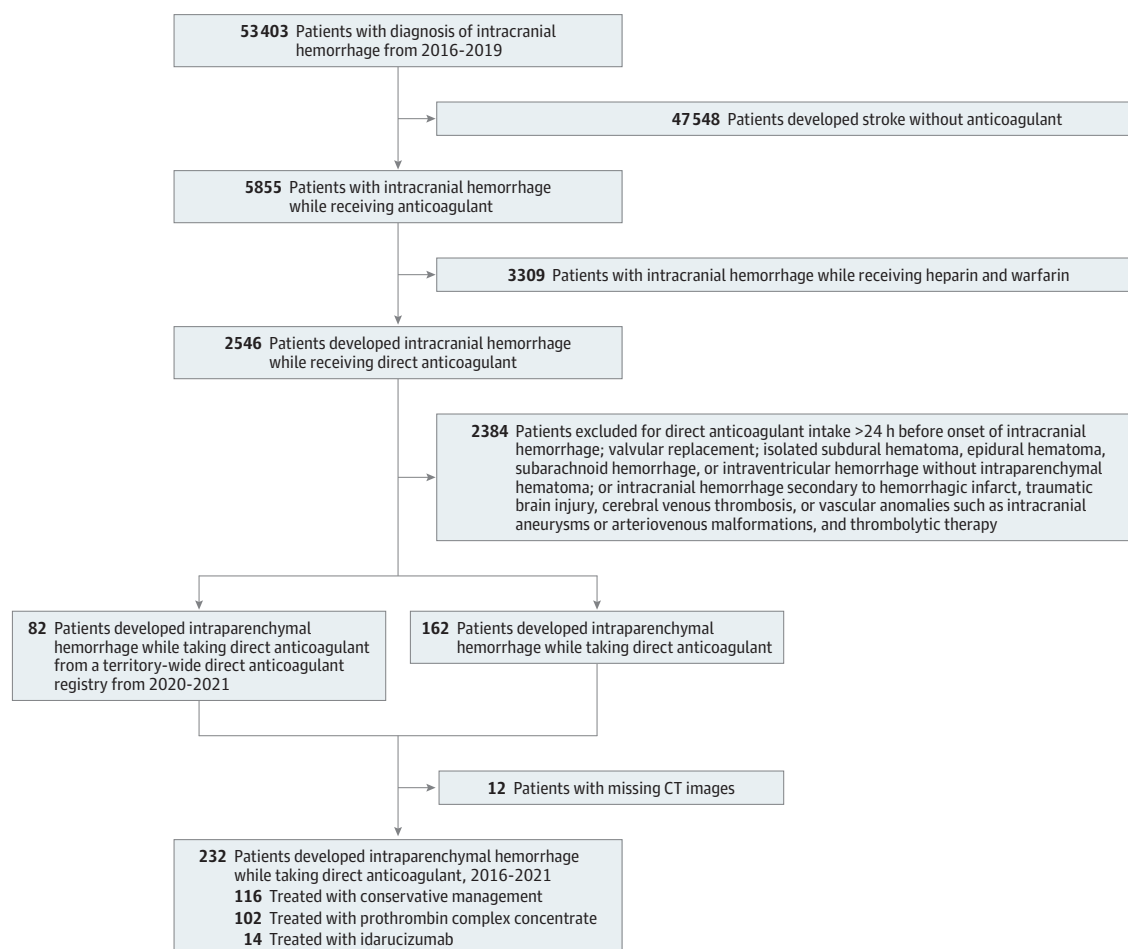 53 403 Patients with diagnosis of intracranial
hemorrhage from 2016-2019
47 548 Patients developed stroke without anticoagulant
5855 Patients with intracranial hemorrhage
while receiving anticoagulant
3309 Patients with intracranial hemorrhage while receiving heparin and warfarin
2546 Patients developed intracranial hemorrhage
while receiving direct anticoagulant
2384 Patients excluded for direct anticoagulant intake >24 h before onset of intracranial
hemorrhage; valvular replacement; isolated subdural hematoma, epidural hematoma,
subarachnoid hemorrhage, or intraventricular hemorrhage without intraparenchymal
hematoma; or intracranial hemorrhage secondary to hemorrhagic infarct, traumatic
brain injury, cerebral venous thrombosis, or vascular anomalies such as intracranial
aneurysms or arteriovenous malformations, and thrombolytic therapy
82 Patients developed intraparenchymal
hemorrhage while taking direct anticoagulant
from a territory-wide direct anticoagulant
registry from 2020-2021
162 Patients developed intraparenchymal
hemorrhage while taking direct anticoagulant
12 Patients with missing CT images
232 Patients developed intraparenchymal hemorrhage
while taking direct anticoagulant, 2016-2021
116 Treated with conservative management
102 Treated with prothrombin complex concentrate
14 Treated with idarucizumab